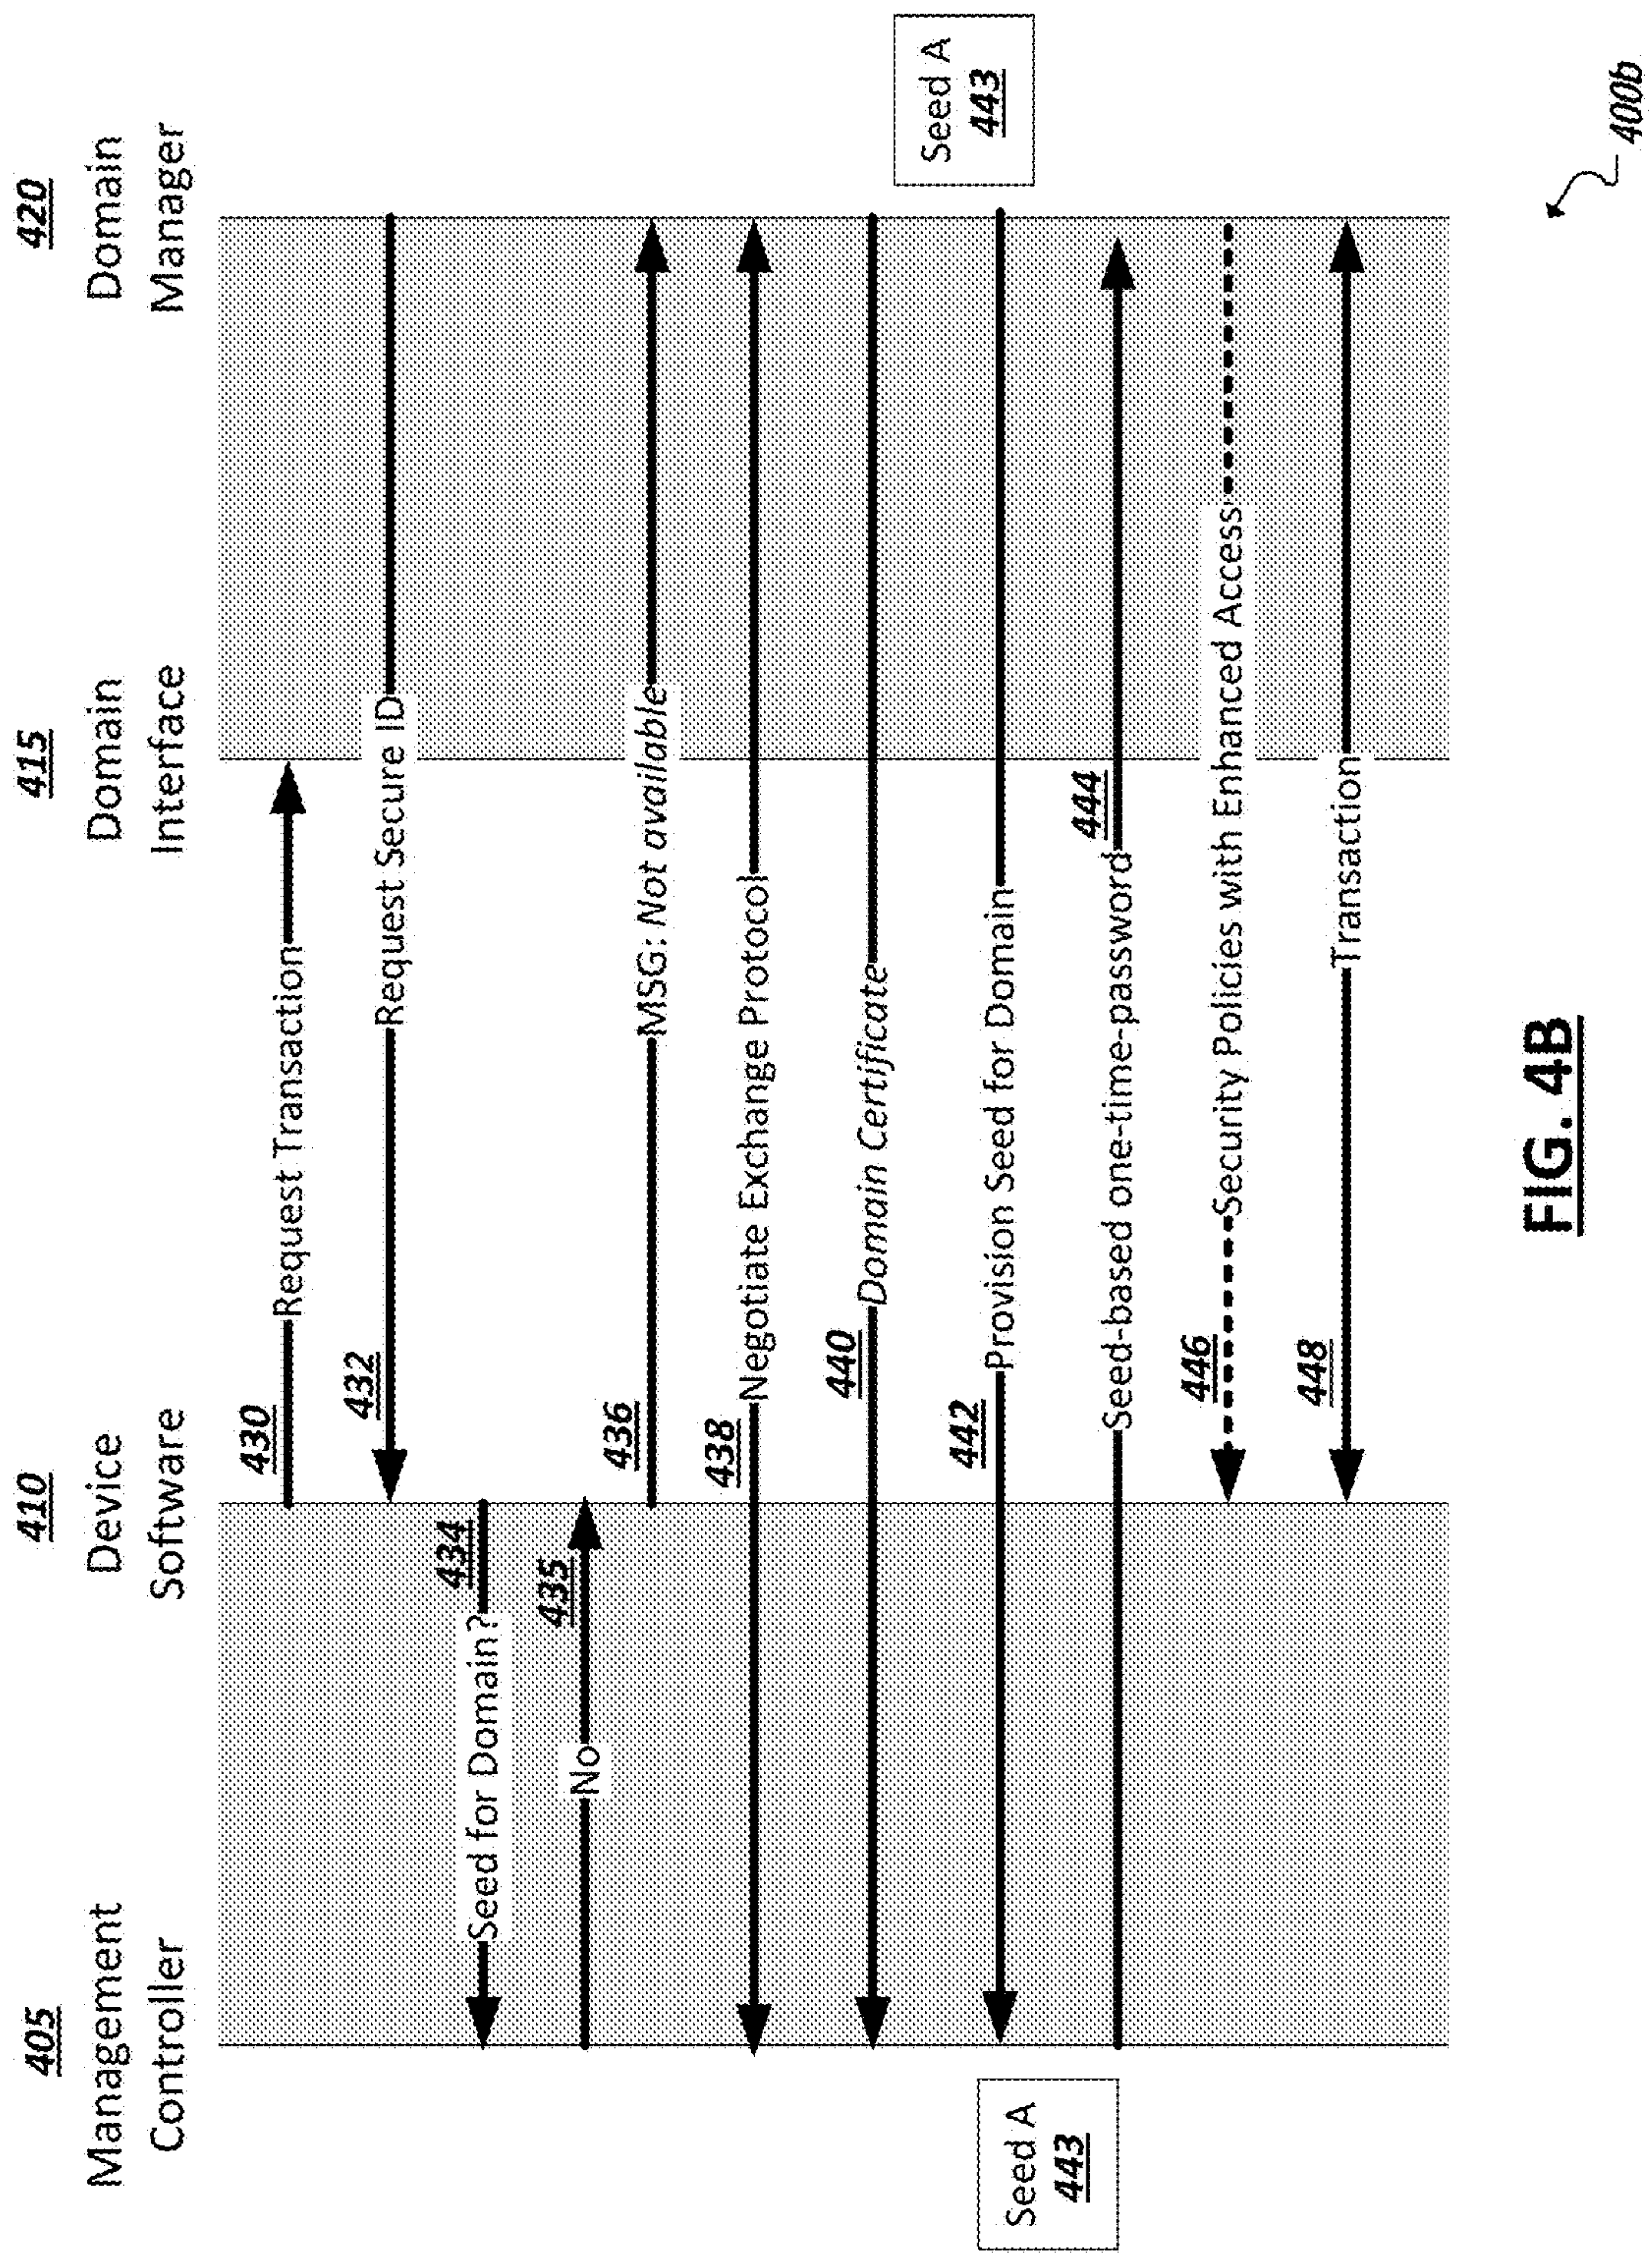 405
Management
Controller
410
Device
Software
415
Domain
Interface
420
Domain
Manager
430
Request Transaction
432
Request Secure ID
434
Seed for Domain?
435
No
436
MSG: Not available
438
Negotiate Exchange Protocol
440
Domain Certificate
442
Provision Seed for Domain
Seed A
443
Seed A
443
444
Seed-based one-time-password
446
Security Policies with Enhanced Access
448
Transaction
400b
FIG. 4B